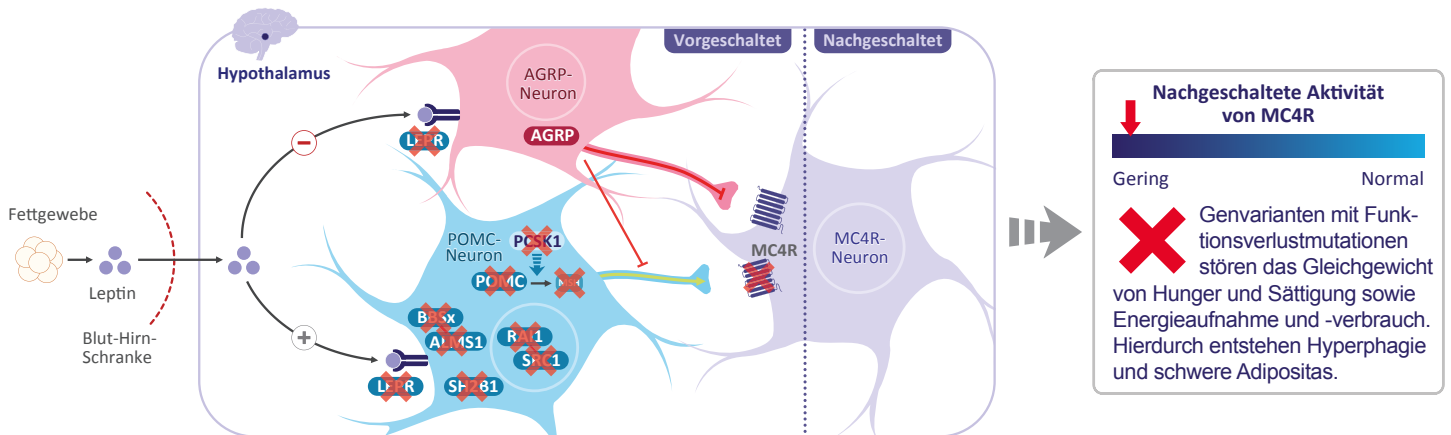 Fettgewebe
Leptin
Blut-Hirn-
Schranke
Hypothalamus
LEPR
AGRP-
Neuron
AGRP
Vorgeschaltet
Nachgeschaltet
POMC-
Neuron
PCSK1
POMC
MSH
BBSx
ALMS1
RAI1
SRC1
LEPR
SH2B1
MC4R
MC4R-
Neuron
Nachgeschaltete Aktivität
von MC4R
Gering
Normal
Genvarianten mit Funk-
tionsverlustmutationen
stören das Gleichgewicht
von Hunger und Sättigung sowie
Energieaufnahme und -verbrauch.
Hierdurch entstehen Hyperphagie
und schwere Adipositas.